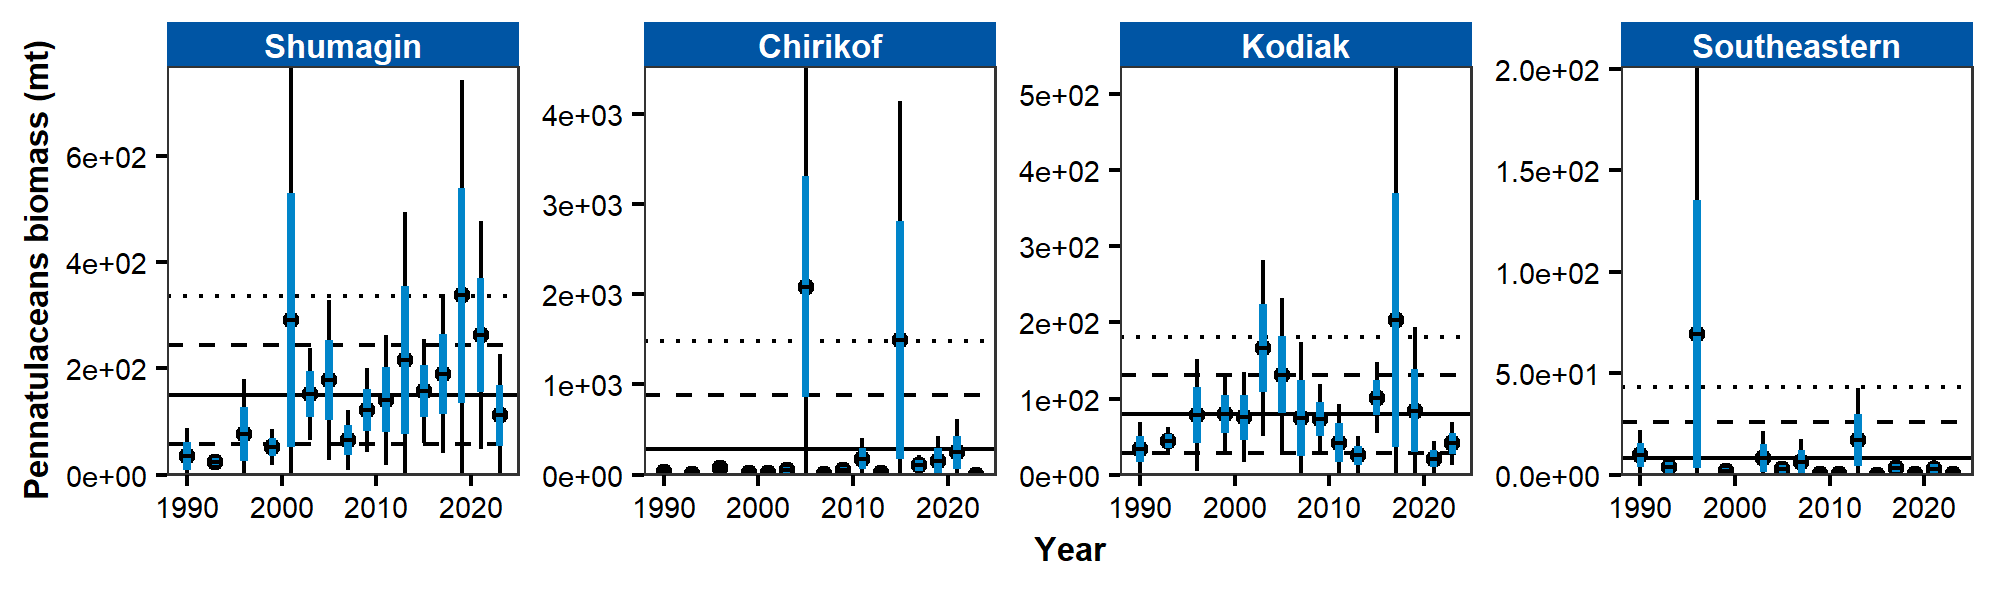 Shumagin Chirikof Kodiak Southeastern
Pennatulaceans biomass (mt)
6e+02
4e+02
2e+02
0e+00
1990 2000 2010 2020
4e+03
3e+03
2e+03
1e+03
0e+00
1990 2000 2010 2020
5e+02
4e+02
3e+02
2e+02
1e+02
0e+00
1990 2000 2010 2020
2.0e+02
1.5e+02
1.0e+02
5.0e+01
0.0e+00
1990 2000 2010 2020
Year